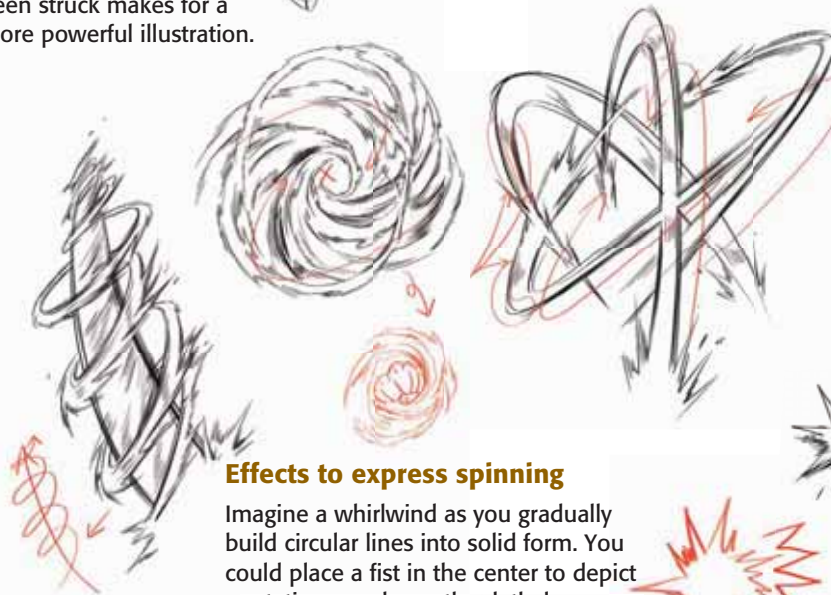 een struck makes for a
ore powerful illustration.
Effects to express spinning
Imagine a whirlwind as you gradually
build circular lines into solid form. You
could place a fist in the center to depict